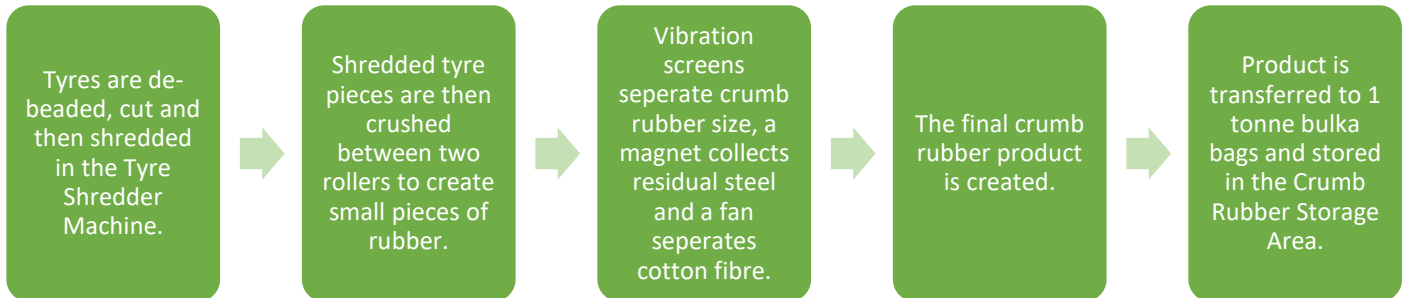 Tyres are de-
beaded, cut and
then shredded
in the Tyre
Shredder
Machine.
Shredded tyre
pieces are then
crushed
between two
rollers to create
small pieces of
rubber.
Vibration
screens
seperate crumb
rubber size, a
magnet collects
residual steel
and a fan
seperates
cotton fibre.
The final crumb
rubber product
is created.
Product is
transferred to 1
tonne bulka
bags and stored
in the Crumb
Rubber Storage
Area.